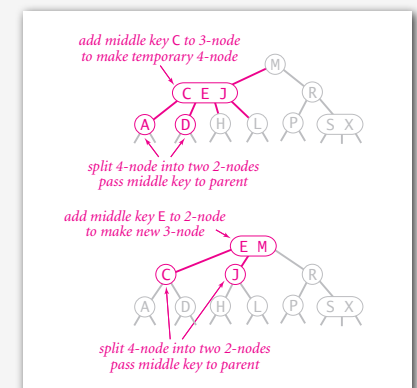 add middle key C to 3-node
to make temporary 4-node
M
C E J
R
A D H L P S X
split 4-node into two 2-nodes
pass middle key to parent
add middle key E to 2-node
to make new 3-node
E M
C J R
A D H L P S X
split 4-node into two 2-nodes
pass middle key to parent